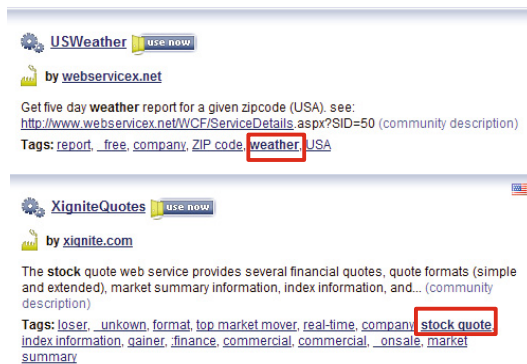 USWeather use now
by webservicex.net
Get five day weather report for a given zipcode (USA). see:
http://www.webservicex.net/WCF/ServiceDetails.aspx?SID=50 (community description)
Tags: report, _free, company, ZIP code, weather, USA
XigniteQuotes use now
by xignite.com
The stock quote web service provides several financial quotes, quote formats (simple
and extended), market summary information, index information, and... (community
description)
Tags: loser, _unkown, format, top market mover, real-time, company, stock quote,
index information, gainer, :finance, commercial, commercial, _onsale, market
summary